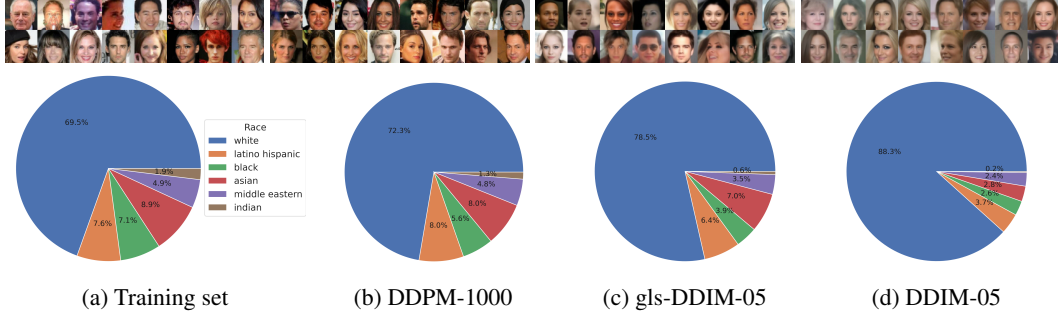 69.5%
7.6%
7.1%
8.9%
4.9%
1.9%
Race
white
latino hispanic
black
asian
middle eastern
indian
72.3%
8.0%
5.6%
8.0%
4.8%
1.3%
78.5%
6.4%
3.9%
7.0%
3.5%
0.6%
88.3%
3.7%
2.6%
2.8%
2.4%
0.2%
(a) Training set
(b) DDPM-1000
(c) gls-DDIM-05
(d) DDIM-05